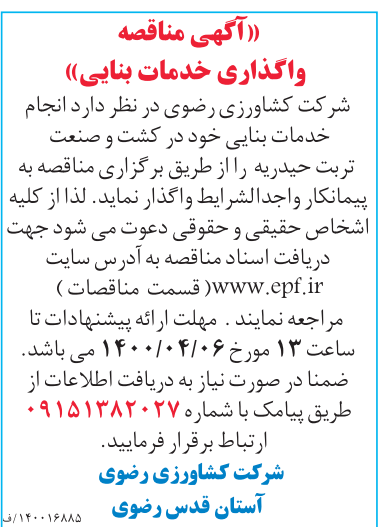 «آگهی مناقصه
واگذاری خدمات بنایی»
شرکت کشاورزی رضوی در نظر دارد انجام
خدمات بنایی خود در کشت و صنعت
تربت حیدریه را از طریق برگزاری مناقصه به
پیمانکار واجدالشرایط واگذار نماید. لذا از کلیه
اشخاص حقیقی و حقوقی دعوت می شود جهت
دریافت اسناد مناقصه به آدرس سایت
www.epf.ir( قسمت مناقصات )
مراجعه نمایند . مهلت ارائه پیشنهادات تا
ساعت ۱۳ مورخ ۱۴۰۰/۰۴/۰۶ می باشد.
ضمنا در صورت نیاز به دریافت اطلاعات از
طریق پیامک با شماره ۰۹۱۵۱۳۸۲۰۲۷
ارتباط برقرار فرمایید.
شرکت کشاورزی رضوی
آستان قدس رضوی
۱۴۰۰۱۶۸۸۵/ف